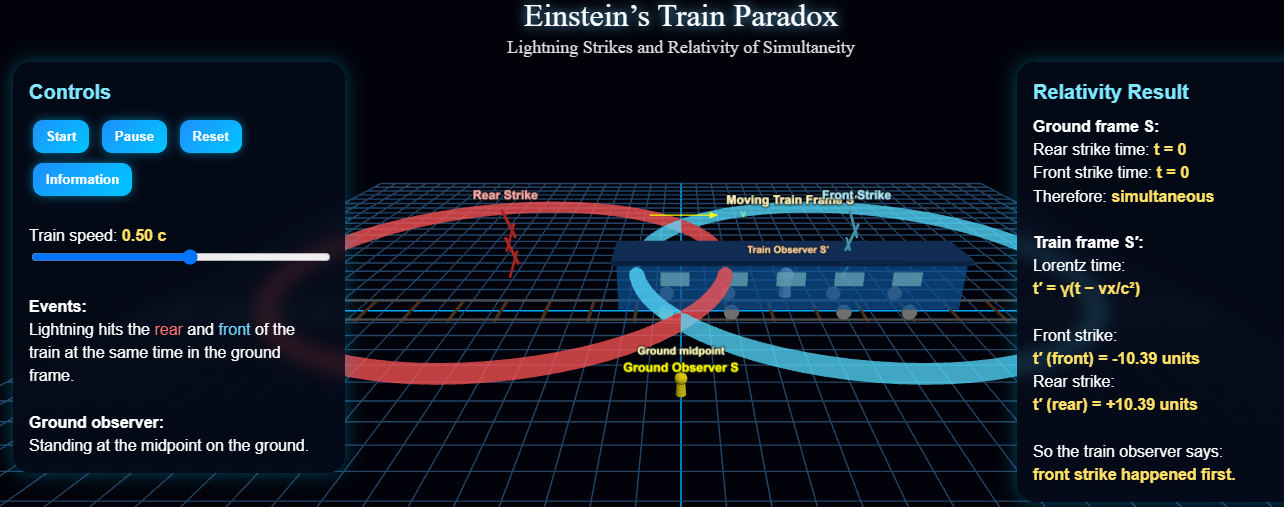 Einstein’s Train Paradox
Lightning Strikes and Relativity of Simultaneity
Controls
Start
Pause
Reset
Information
Train speed: 0.50 c
Events:
Lightning hits the rear and front of the
train at the same time in the ground
frame.
Ground observer:
Standing at the midpoint on the ground.
Rear Strike
Moving Train Frame S′
Front Strike
v
Train Observer S′
Ground midpoint
Ground Observer S
Relativity Result
Ground frame S:
Rear strike time: t = 0
Front strike time: t = 0
Therefore: simultaneous
Train frame S′:
Lorentz time:
t′ = γ(t − vx/c²)
Front strike:
t′ (front) = -10.39 units
Rear strike:
t′ (rear) = +10.39 units
So the train observer says:
front strike happened first.